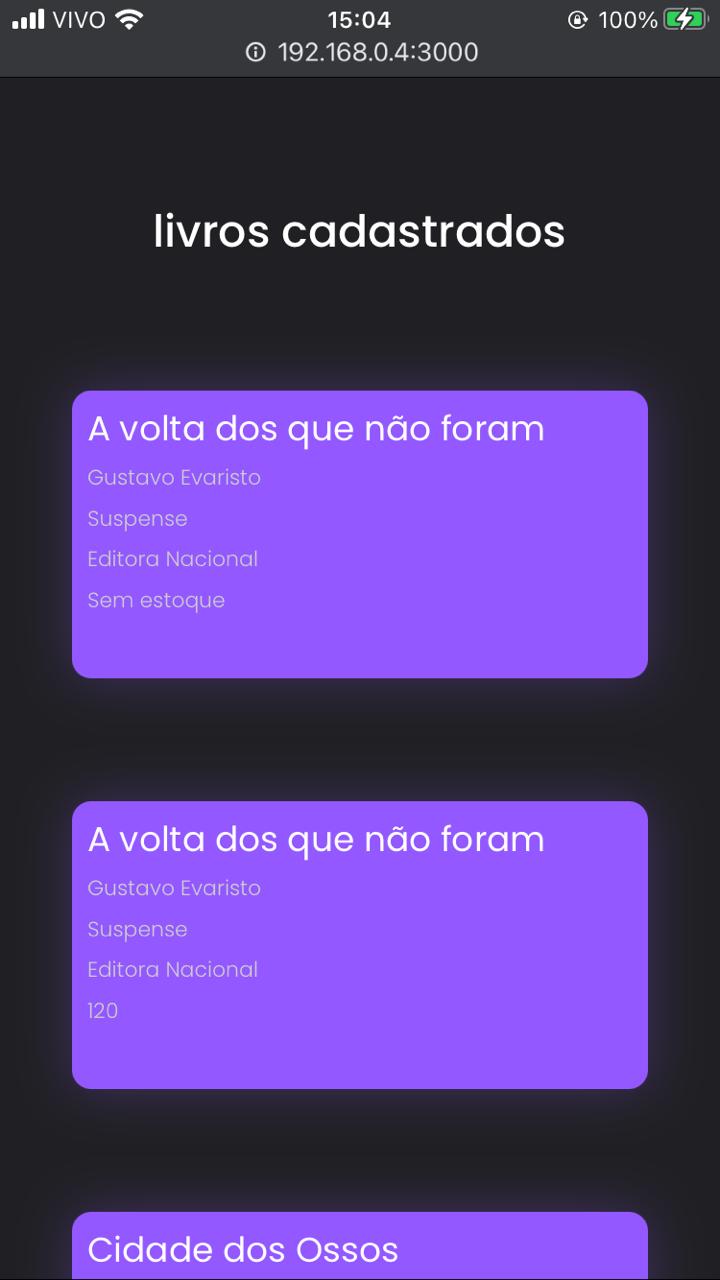 VIVO 15:04 100%
192.168.0.4:3000
livros cadastrados
A volta dos que não foram
Gustavo Evaristo
Suspense
Editora Nacional
Sem estoque
A volta dos que não foram
Gustavo Evaristo
Suspense
Editora Nacional
120
Cidade dos Ossos